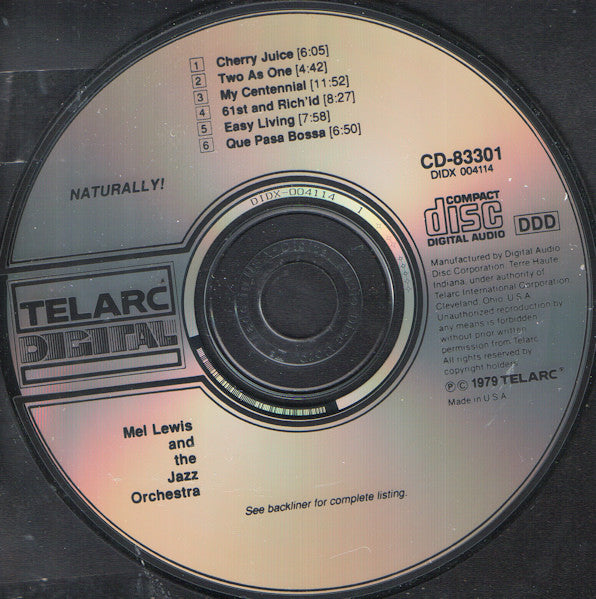 1 Cherry Juice [6:05]
2 Two As One [4:42]
3 My Centennial [11:52]
4 61st and Rich'id [8:27]
5 Easy Living [7:58]
6 Que Pasa Bossa [6:50]
NATURALLY!
DIDX-004114 1
CD-83301
DIDX 004114
COMPACT
disc
DIGITAL AUDIO
DDD
Manufactured by Digital Audio
Disc Corporation, Terre Haute,
Indiana, under authority of
Telarc International Corporation,
Cleveland, Ohio, U.S.A.
Unauthorized reproduction by
any means is forbidden
without prior written
permission from Telarc.
All rights reserved by
copyright holders.
Ⓟ © 1979 TELARC®
Made in U.S.A.
TELARC®
DIGITAL
Mel Lewis
and
the
Jazz
Orchestra
See backliner for complete listing.